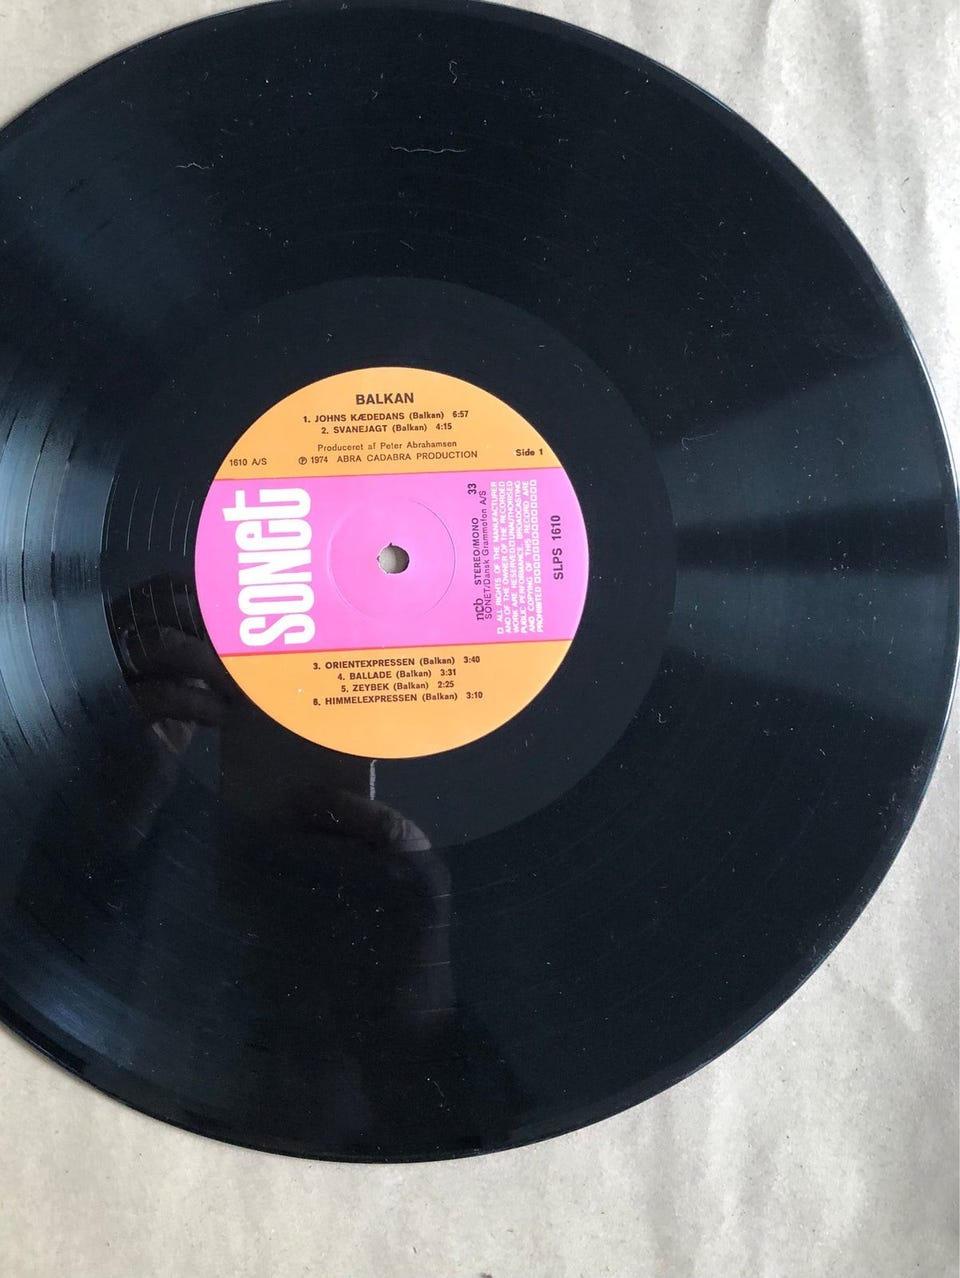 BALKAN
1. JOHNS KÆDEDANS (Balkan) 6:57
2. SVANEJAGT (Balkan) 4:15
Produceret af Peter Abrahamsen
1610 A/S ℗ 1974 ABRA CADABRA PRODUCTION Side 1
sonet
33
ncb STEREO/MONO
SONET/Dansk Grammofon A/S
ALL RIGHTS OF THE MANUFACTURER
AND OF THE OWNER OF THE RECORDED
WORK ARE RESERVED UNAUTHORISED
PUBLIC PERFORMANCE, BROADCASTING
AND COPYING OF THIS RECORD ARE
PROHIBITED
SLPS 1610
3. ORIENTEXPRESSEN (Balkan) 3:40
4. BALLADE (Balkan) 3:31
5. ZEYBEK (Balkan) 2:25
6. HIMMELEXPRESSEN (Balkan) 3:10